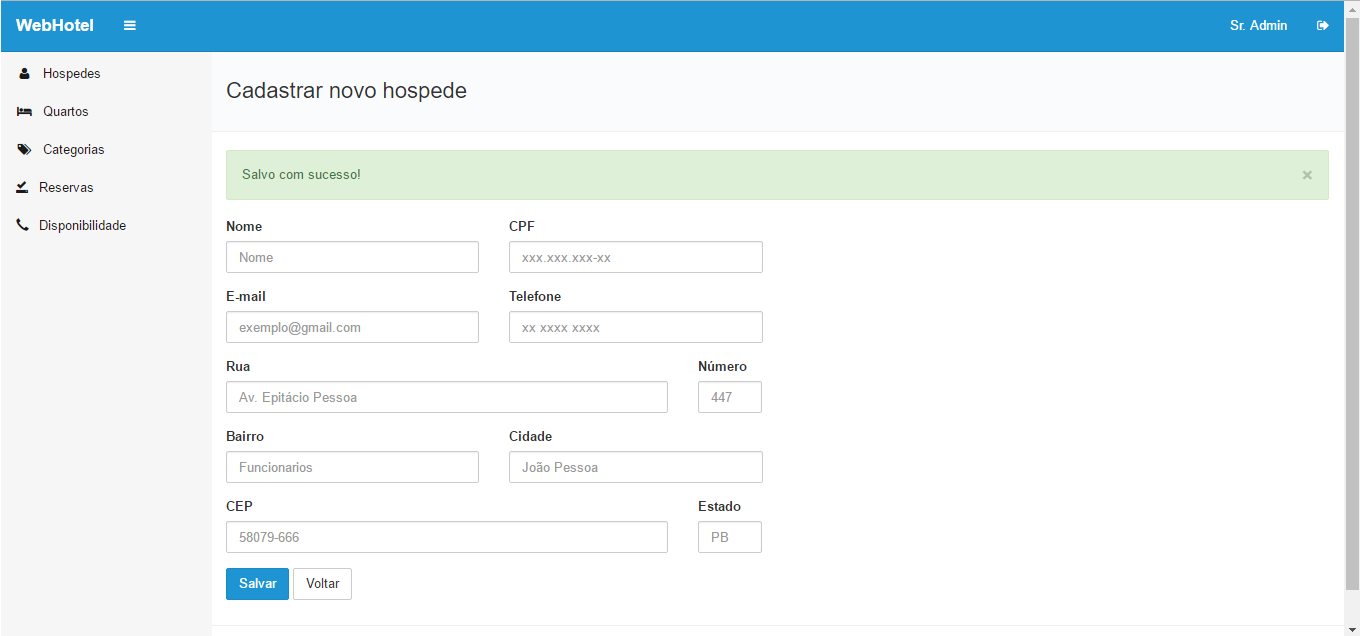 WebHotel
Sr. Admin
Hospedes
Quartos
Categorias
Reservas
Disponibilidade
Cadastrar novo hospede
Salvo com sucesso!
×
Nome
CPF
Nome
xxx.xxx.xxx-xx
E-mail
Telefone
exemplo@gmail.com
xx xxxx xxxx
Rua
Número
Av. Epitácio Pessoa
447
Bairro
Cidade
Funcionarios
João Pessoa
CEP
Estado
58079-666
PB
Salvar
Voltar